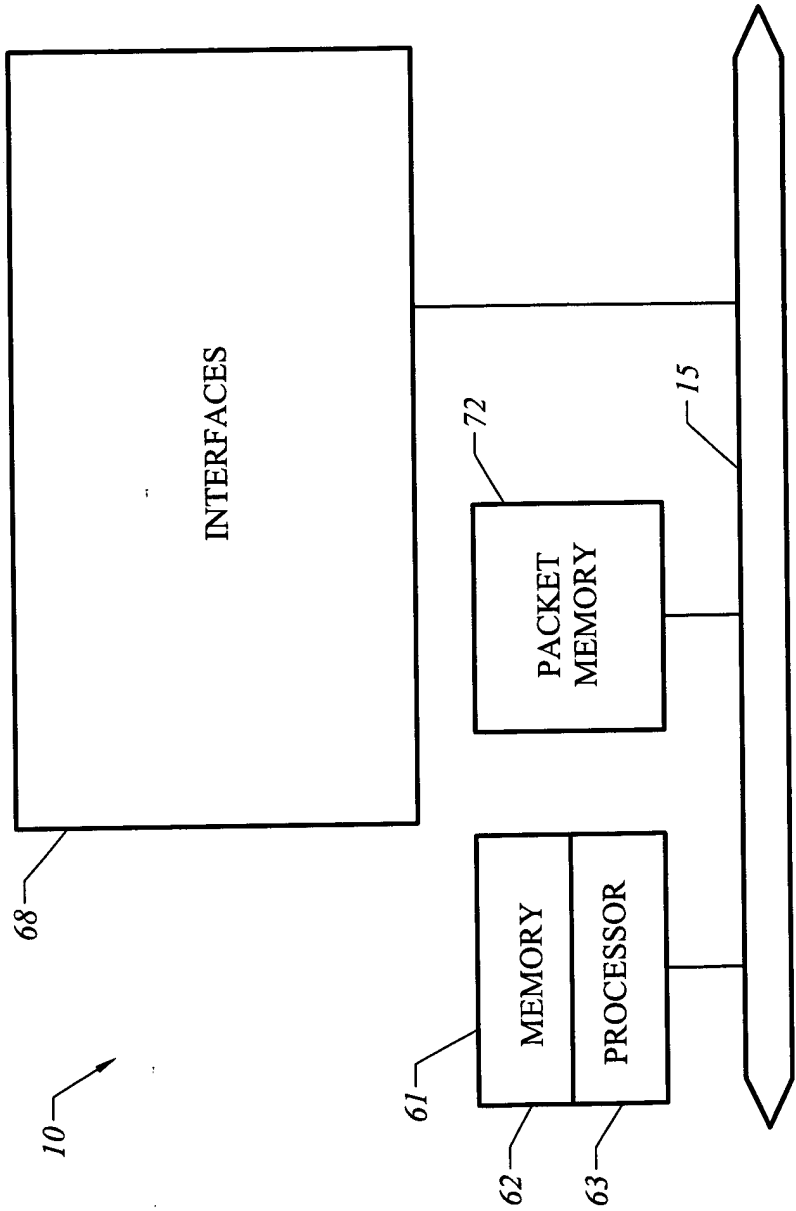 10
68
INTERFACES
61
62
MEMORY
63
PROCESSOR
72
PACKET
MEMORY
15